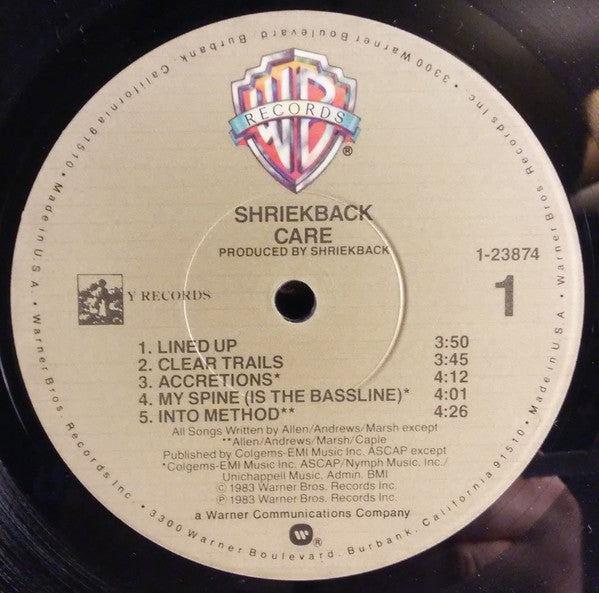 WB
RECORDS
®
SHRIEKBACK
CARE
PRODUCED BY SHRIEKBACK
1-23874
1
Y RECORDS
1. LINED UP 3:50
2. CLEAR TRAILS 3:45
3. ACCRETIONS* 4:12
4. MY SPINE (IS THE BASSLINE)* 4:01
5. INTO METHOD** 4:26
All Songs Written by Allen/Andrews/Marsh except
**Allen/Andrews/Marsh/Caple
Published by Colgems-EMI Music Inc. ASCAP except
*Colgems-EMI Music Inc. ASCAP/Nymph Music. Inc./
Unichappell Music. Admin. BMI
© 1983 Warner Bros. Records Inc.
℗ 1983 Warner Bros. Records Inc.
a Warner Communications Company
W ®
• 3300 Warner Boulevard, Burbank, California 91510 • Made in U.S.A. • Warner Bros. Records Inc. • 3300 Warner Boulevard. Burbank, California 91510 • Made in U.S.A. • Warner Bros. Records Inc.